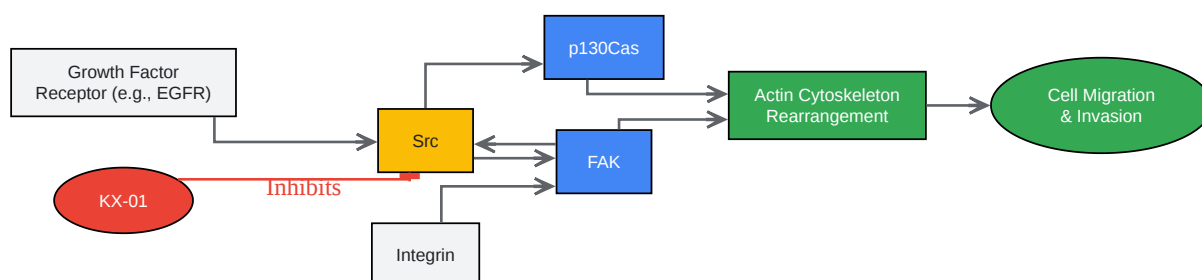 p130Cas
Growth Factor
Receptor (e.g., EGFR)
Actin Cytoskeleton
Rearrangement
Cell Migration
& Invasion
Src
FAK
Inhibits
KX-01
Integrin